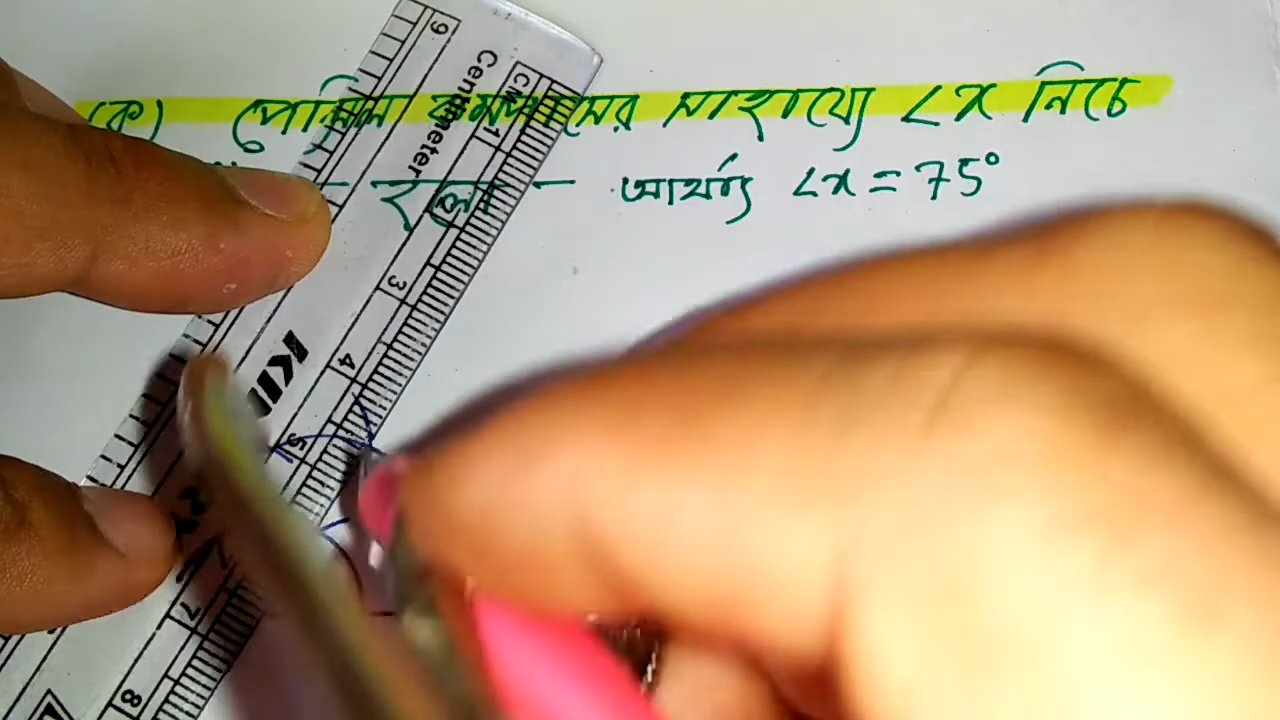 (ক) পেন্সিল কম্পাসের সাহায্যে ∠x নিচে
হলো — অর্থাৎ ∠x = 75°
9
Centimeter
CM 1
3
4
5
7
8